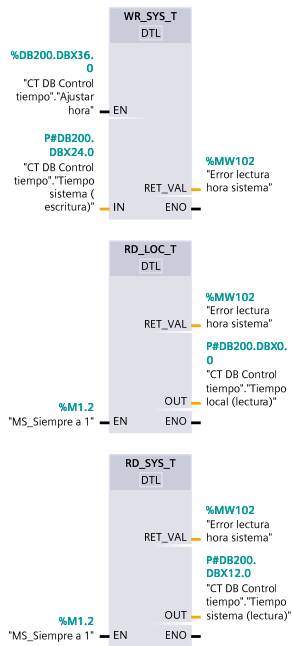 WR_SYS_T
DTL
%DB200.DBX36.
0
"CT DB Control
tiempo"."Ajustar
hora"
EN
P#DB200.
DBX24.0
"CT DB Control
tiempo"."Tiempo
sistema (
escritura)"
IN
RET_VAL
%MW102
"Error lectura
hora sistema"
ENO
RD_LOC_T
DTL
RET_VAL
%MW102
"Error lectura
hora sistema"
P#DB200.DBX0.
0
"CT DB Control
tiempo"."Tiempo
local (lectura)"
OUT
%M1.2
"MS_Siempre a 1"
EN
ENO
RD_SYS_T
DTL
RET_VAL
%MW102
"Error lectura
hora sistema"
P#DB200.
DBX12.0
"CT DB Control
tiempo"."Tiempo
sistema (lectura)"
OUT
%M1.2
"MS_Siempre a 1"
EN
ENO